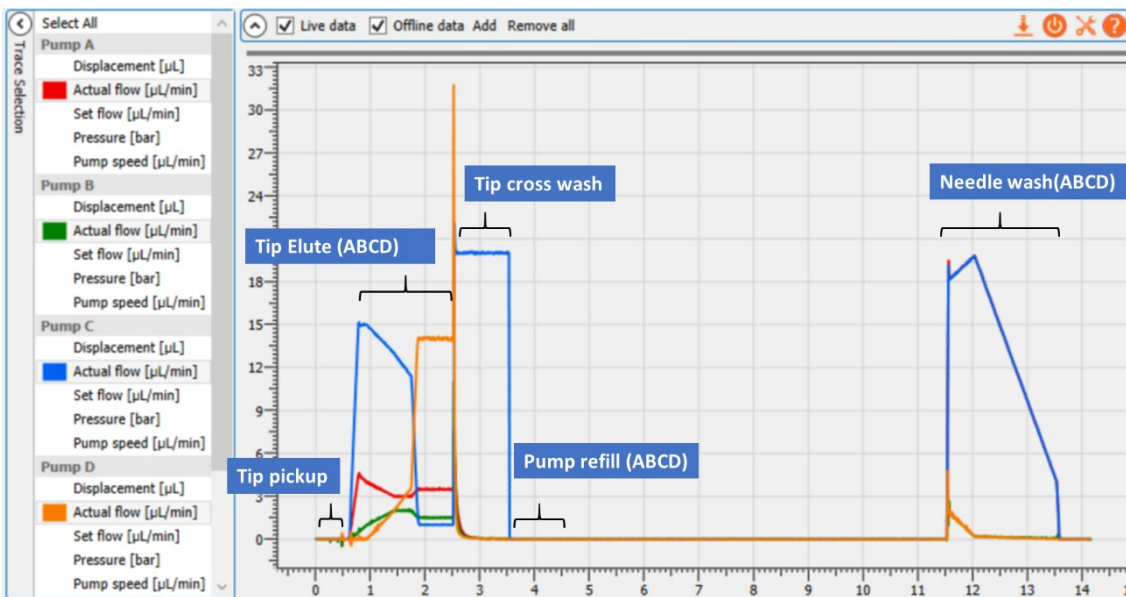 Select All
Pump A
Displacement [µL]
Actual flow [µL/min]
Set flow [µL/min]
Pressure [bar]
Pump speed [µL/min]
Pump B
Displacement [µL]
Actual flow [µL/min]
Set flow [µL/min]
Pressure [bar]
Pump speed [µL/min]
Pump C
Displacement [µL]
Actual flow [µL/min]
Set flow [µL/min]
Pressure [bar]
Pump speed [µL/min]
Pump D
Displacement [µL]
Actual flow [µL/min]
Set flow [µL/min]
Pressure [bar]
Pump speed [µL/min]
Trace Selection
Live data Offline data Add Remove all
?
33
30
27
24
18
15
12
9
6
3
0
Tip cross wash
Needle wash(ABCD)
Tip Elute (ABCD)
Pump refill (ABCD)
Tip pickup
0 1 2 3 4 5 6 7 8 9 10 11 12 13 14